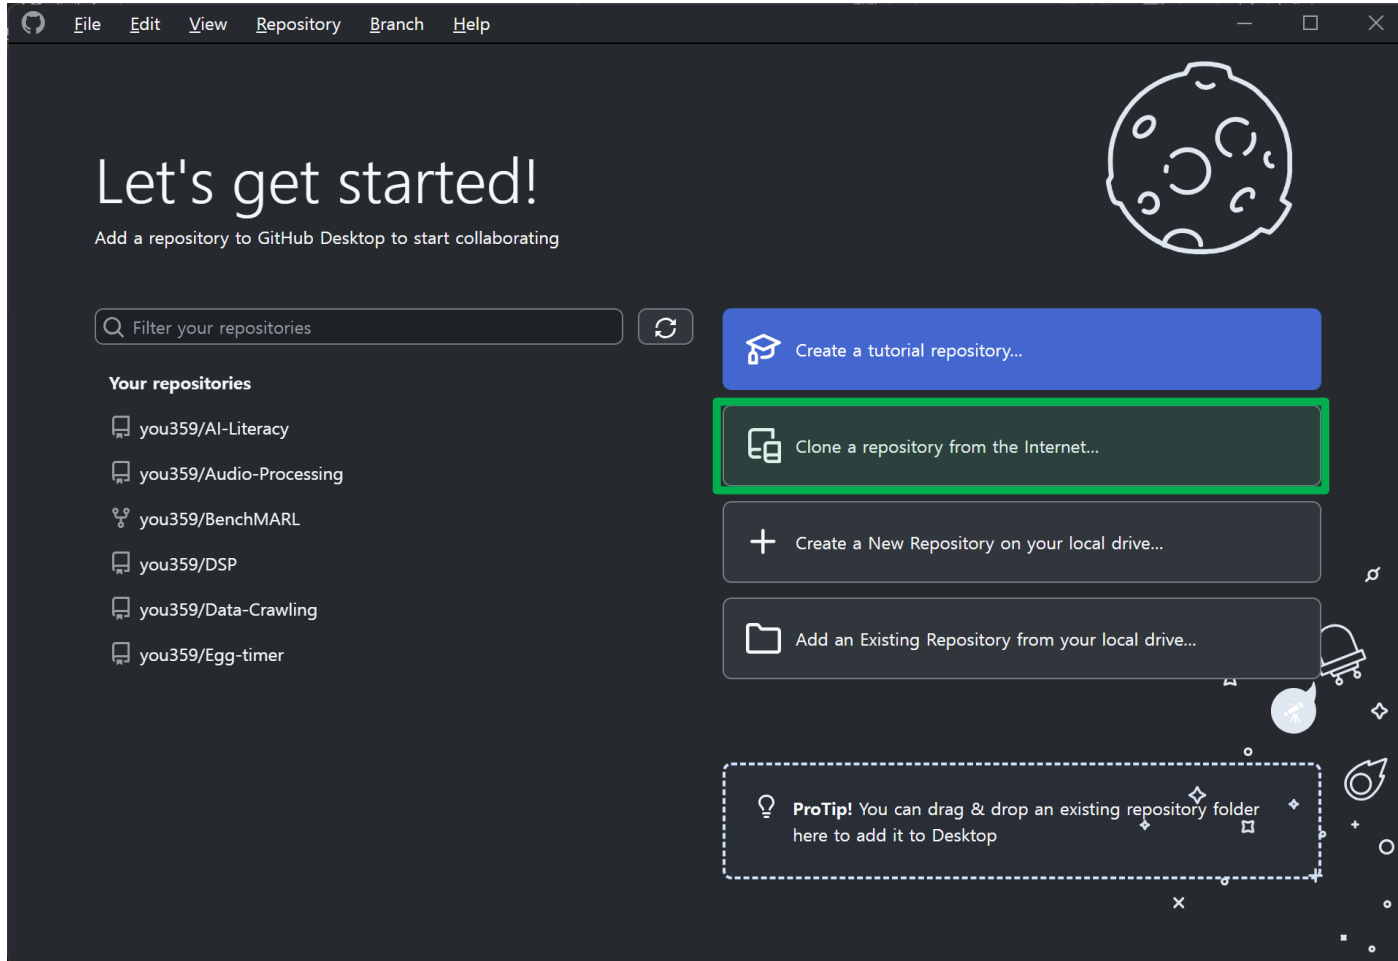 File Edit View Repository Branch Help
Let's get started!
Add a repository to GitHub Desktop to start collaborating
Filter your repositories
Your repositories
you359/AI-Literacy
you359/Audio-Processing
you359/BenchMARL
you359/DSP
you359/Data-Crawling
you359/Egg-timer
Create a tutorial repository...
Clone a repository from the Internet...
Create a New Repository on your local drive...
Add an Existing Repository from your local drive...
ProTip! You can drag & drop an existing repository folder
here to add it to Desktop